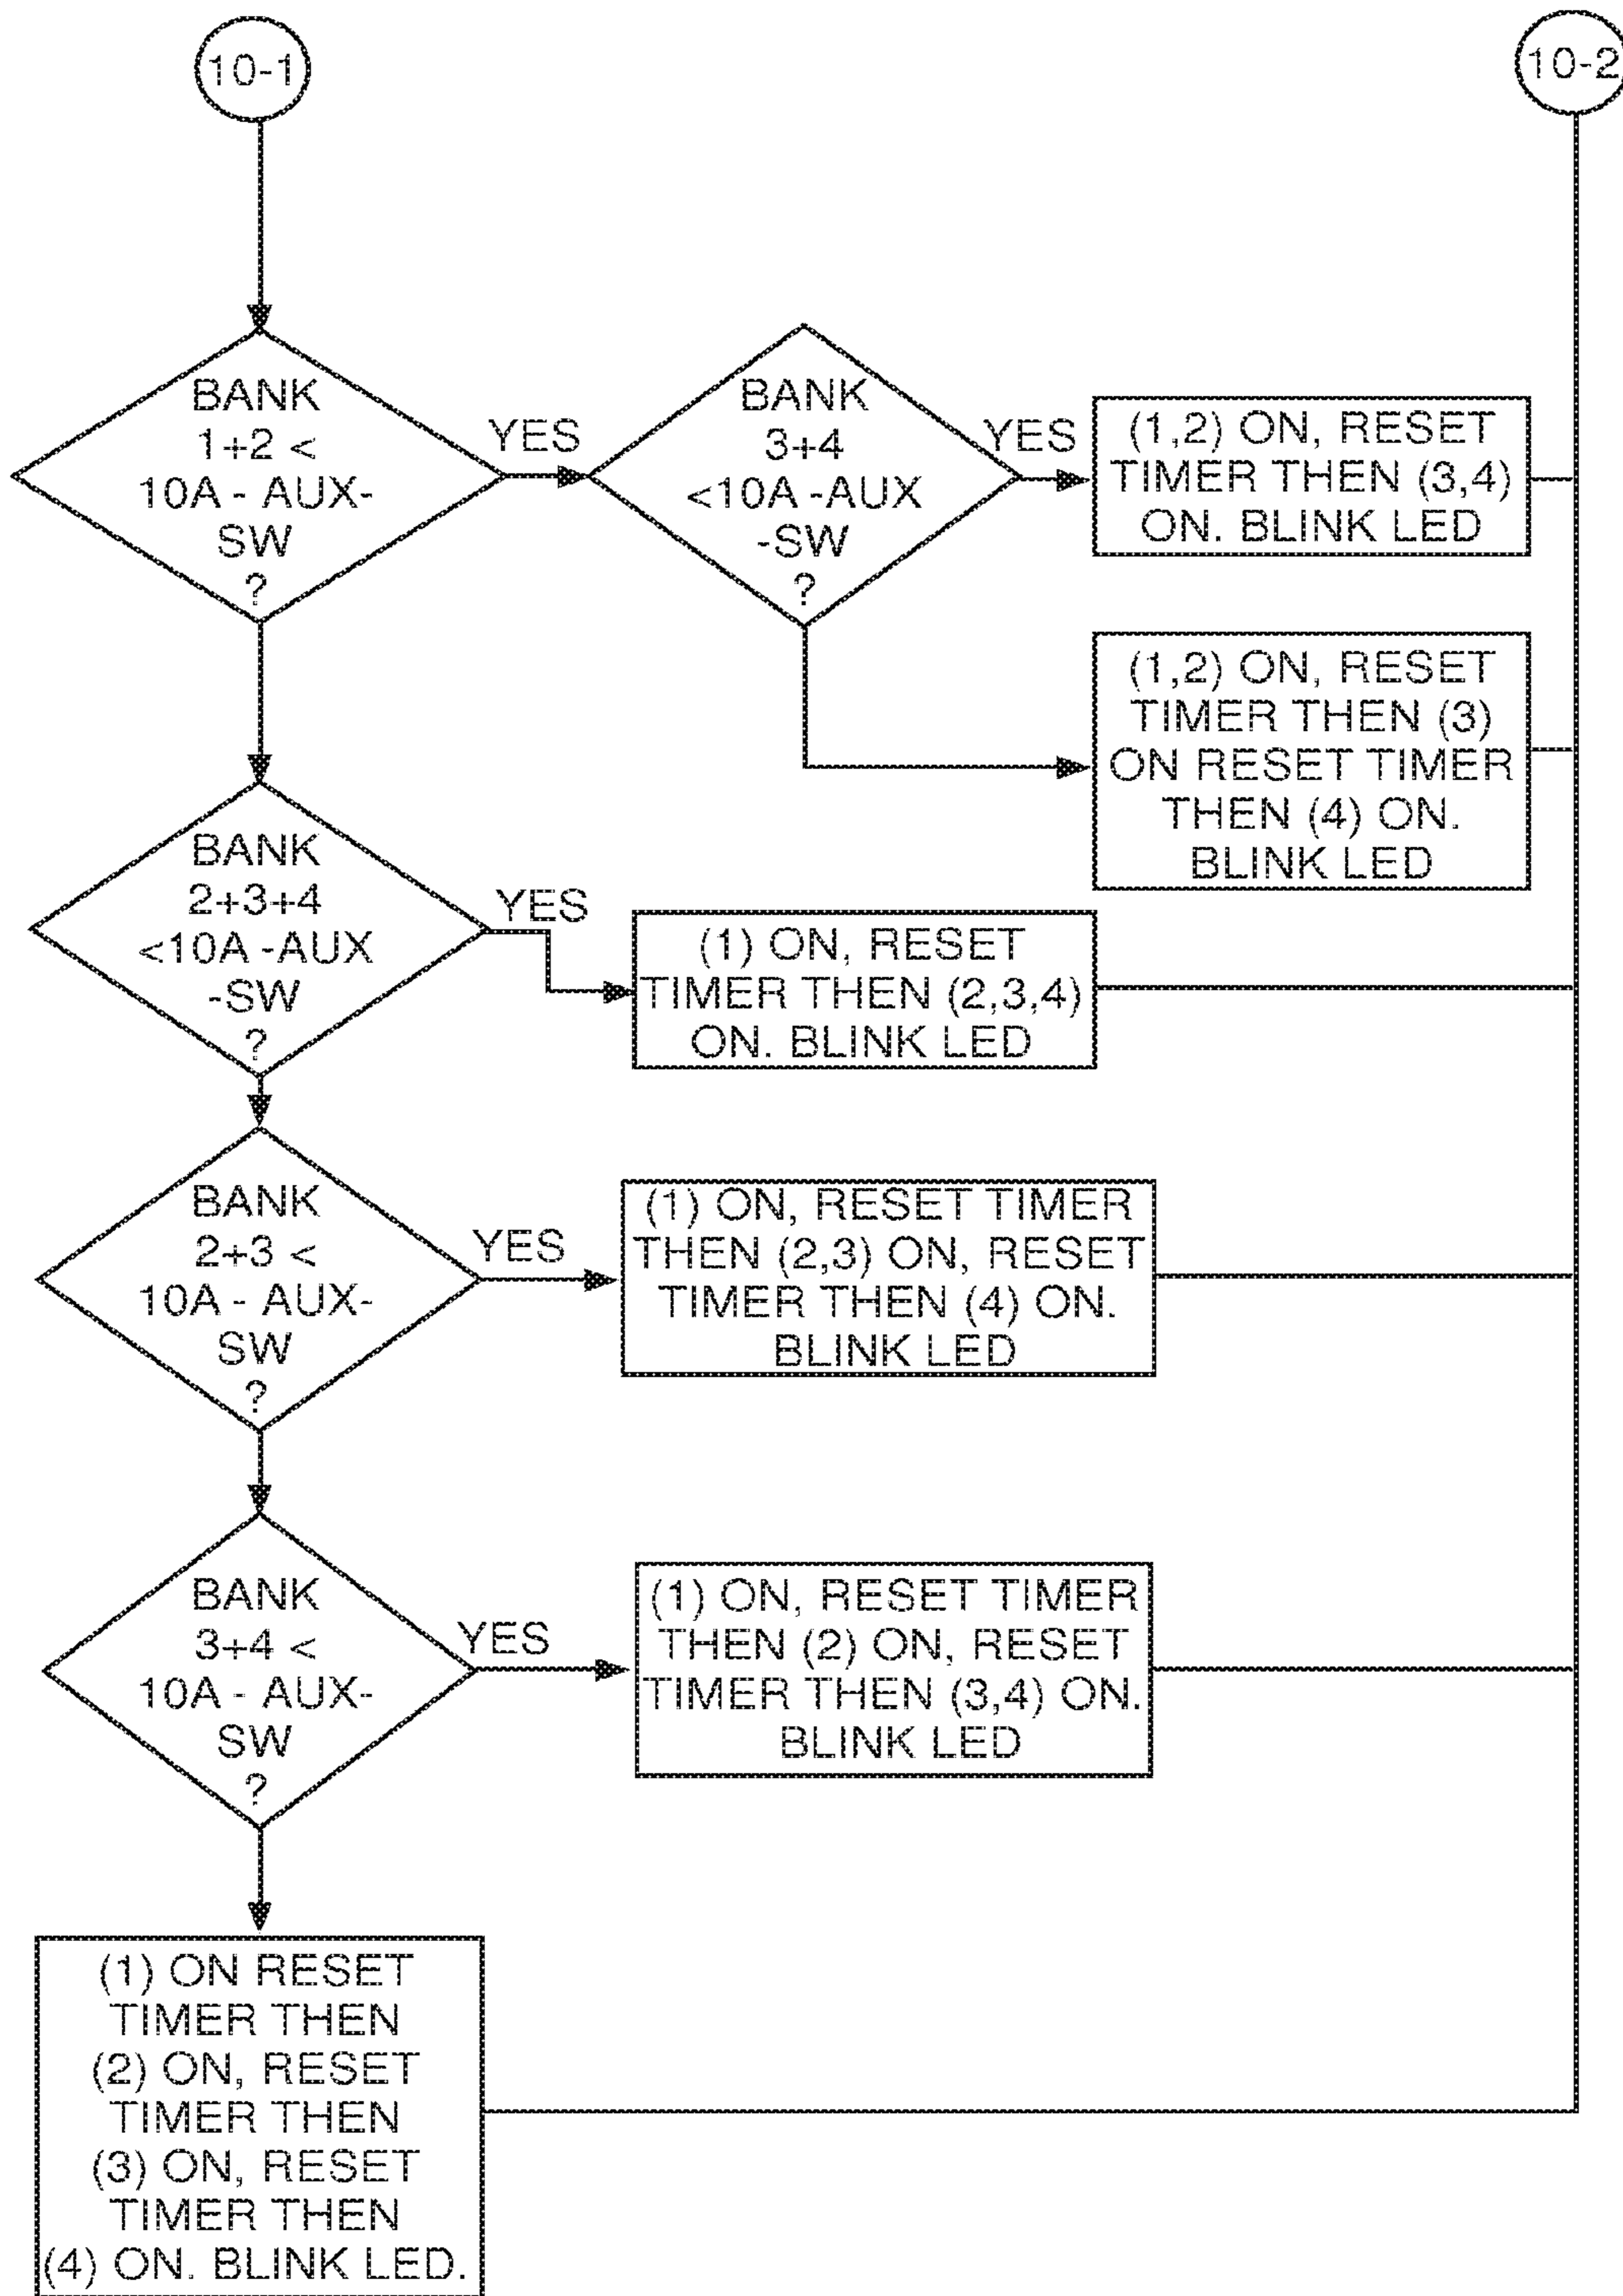 10-1
10-2
BANK
1+2 <
10A - AUX-
SW
?
YES
BANK
3+4
<10A -AUX
-SW
?
YES
(1,2) ON, RESET
TIMER THEN (3,4)
ON. BLINK LED
(1,2) ON, RESET
TIMER THEN (3)
ON RESET TIMER
THEN (4) ON.
BLINK LED
BANK
2+3+4
<10A -AUX
-SW
?
YES
(1) ON, RESET
TIMER THEN (2,3,4)
ON. BLINK LED
BANK
2+3 <
10A - AUX-
SW
?
YES
(1) ON, RESET TIMER
THEN (2,3) ON, RESET
TIMER THEN (4) ON.
BLINK LED
BANK
3+4 <
10A - AUX-
SW
?
YES
(1) ON, RESET TIMER
THEN (2) ON, RESET
TIMER THEN (3,4) ON.
BLINK LED
(1) ON RESET
TIMER THEN
(2) ON, RESET
TIMER THEN
(3) ON, RESET
TIMER THEN
(4) ON. BLINK LED.